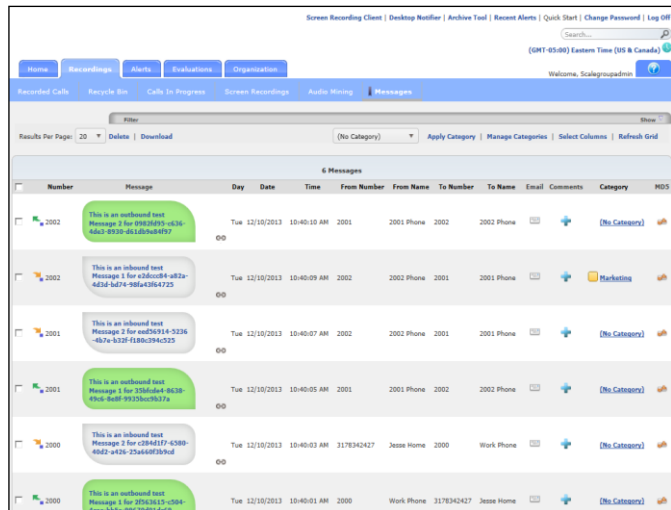 Screen Recording Client | Desktop Notifier | Archive Tool | Recent Alerts | Quick Start | Change Password | Log Off
Search...
(GMT-05:00) Eastern Time (US & Canada)
Home Recordings Alerts Evaluations Organization
Welcome, Scalegroupadmin
Recorded Calls Recycle Bin Calls In Progress Screen Recordings Audio Mining Messages
Filter Show
Results Per Page: 20 Delete | Download (No Category) Apply Category | Manage Categories | Select Columns | Refresh Grid
6 Messages
Number Message Day Date Time From Number From Name To Number To Name Email Comments Category MD5
This is an outbound test
2002 Message 2 for 0982fd95-c636- Tue 12/10/2013 10:40:10 AM 2001 2001 Phone 2002 2002 Phone (No Category)
4de3-8930-d61db9e84f97
This is an inbound test
2002 Message 1 for e2dccc84-a82a- Tue 12/10/2013 10:40:09 AM 2002 2002 Phone 2001 2001 Phone Marketing
4d3d-bd74-98fa43f64725
This is an inbound test
2001 Message 2 for eed56914-5236 Tue 12/10/2013 10:40:07 AM 2002 2002 Phone 2001 2001 Phone (No Category)
-4b7e-b32f-f180c394c525
This is an outbound test
2001 Message 1 for 35bfcde4-8638- Tue 12/10/2013 10:40:05 AM 2001 2001 Phone 2002 2002 Phone (No Category)
49c6-8e8f-9935bcc9b37a
This is an inbound test
2000 Message 2 for c284d1f7-6580- Tue 12/10/2013 10:40:03 AM 3178342427 Jesse Home 2000 Work Phone (No Category)
40d2-a426-25a660f3b9cd
This is an outbound test
2000 Message 1 for 2f563615-c504- Tue 12/10/2013 10:40:01 AM 2000 Work Phone 3178342427 Jesse Home (No Category)